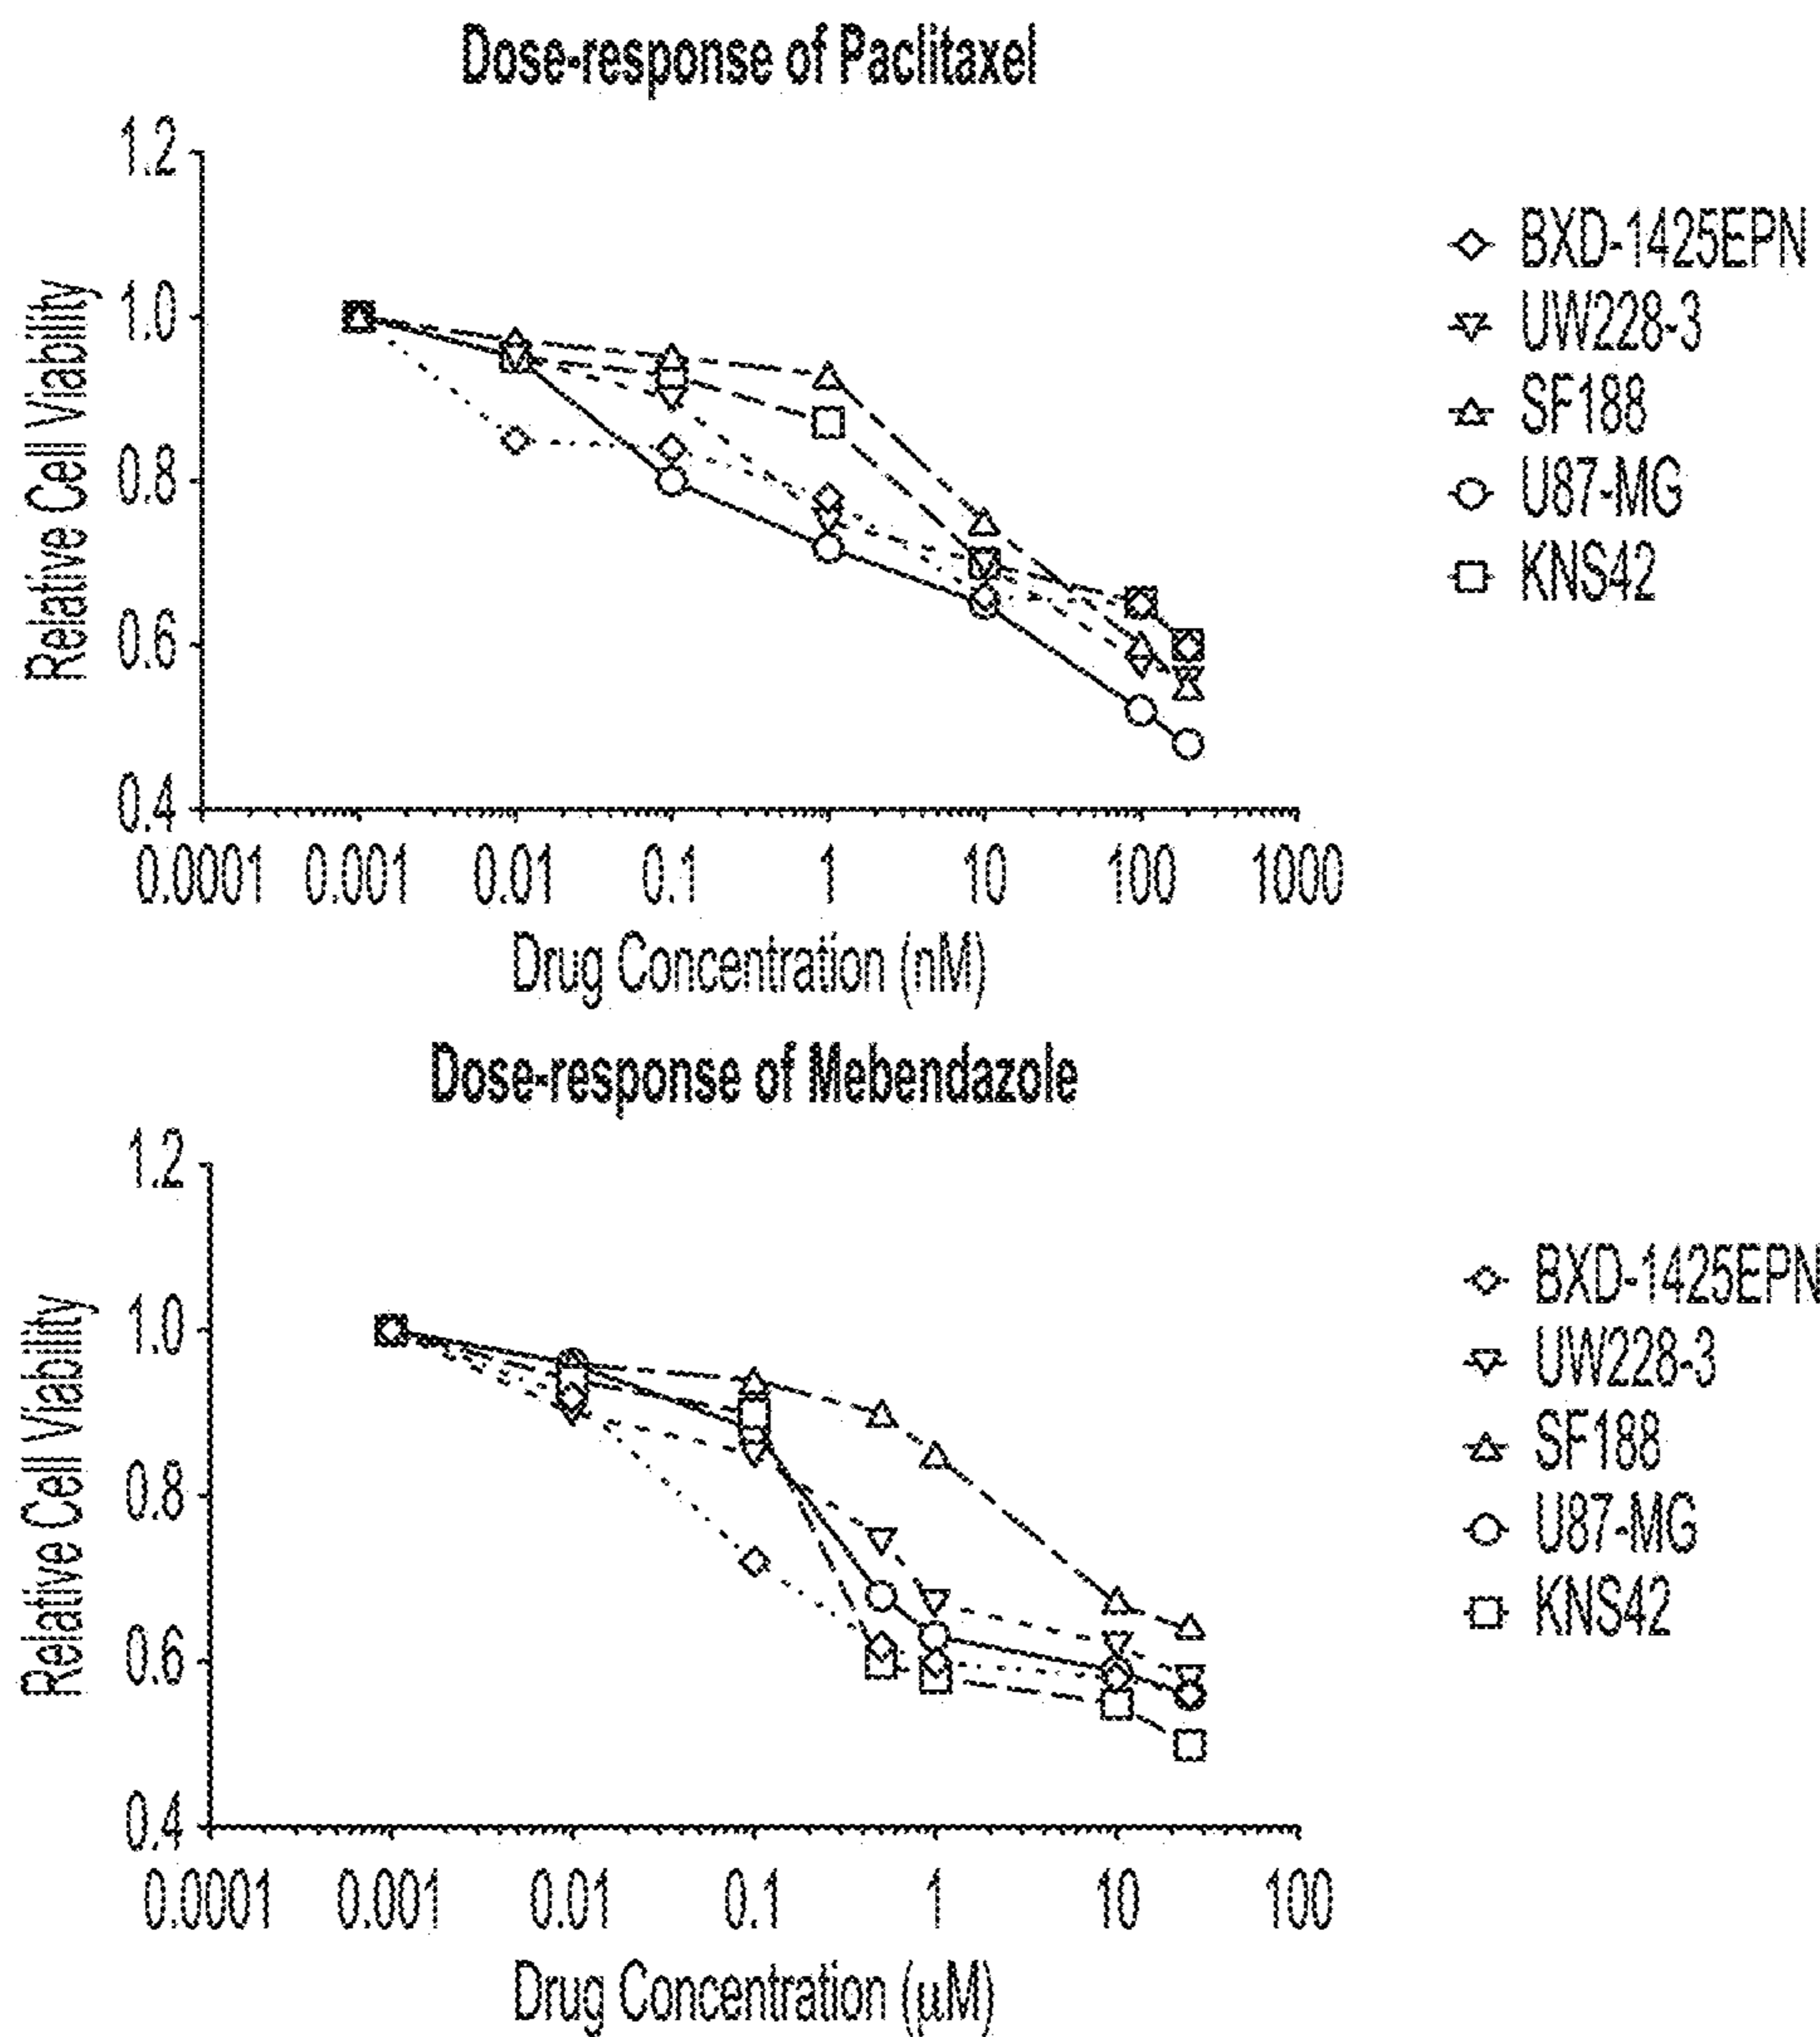 Dose-response of Paclitaxel
1.2
1.0
0.8
0.6
0.4
Relative Cell Viability
0.0001 0.001 0.01 0.1 1 10 100 1000
Drug Concentration (nM)
BXD-1425EPN
UW228-3
SF188
U87-MG
KNS42
Dose-response of Mebendazole
1.2
1.0
0.8
0.6
0.4
Relative Cell Viability
0.0001 0.001 0.01 0.1 1 10 100
Drug Concentration (μM)
BXD-1425EPN
UW228-3
SF188
U87-MG
KNS42